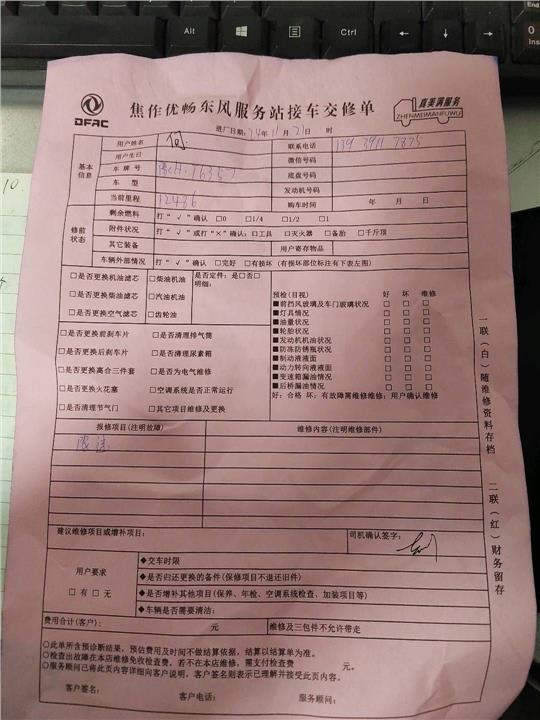 End
Alt
Ctrl
0
Ins
10
DFAC
焦作优畅东风服务站接车交修单
真美满服务
ZHENMEIMANFUWU
进厂日期:24年11月21日 时
基本信息
用户姓名 何
联系电话
用户生日
微信号码
车牌号
底盘号码
车 型
发动机号码
当前里程 12486
购车时间 年 月 日
修前状态
剩余燃料 打“√”确认 □0 □1/4 □1/2 □1
附件状况 打“√”或打“×”确认:□工具 □灭火器 □备胎 □千斤顶
其它装备
用户寄存物品
车辆外部情况 打“√”确认 □完好 □有损坏(有损坏部位标注有下表左图)
□是否更换机油滤芯 □柴油机油
□是否更换柴油滤芯 □汽油机油
□是否更换空气滤芯 □齿轮油
是否定件:是□否□
明细:
□是否更换前刹车片 □是否清理排气筒
□是否更换后刹车片 □是否清理尿素箱
□是否更换离合三件套 □是否为电气维修
□是否更换火花塞 □空调系统是否正常运行
□是否清理节气门 □其它项目维修及更换
预检(目视) 好 坏 维修
■前挡风玻璃及车门玻璃状况 □ □ □
■灯具情况 □ □ □
■油量状况 □ □ □
■轮胎状况 □ □ □
■发动机机油状况 □ □ □
■防冻防锈瓶状况 □ □ □
■制动液液面 □ □ □
■动力转向液液面 □ □ □
■变速箱漏油情况 □ □ □
■后桥漏油情况 □ □ □
好:合格 坏:有故障需维修维修:用户确认维修
报修项目(注明故障)
维修内容(注明维修部件)
建议维修项目或增补项目:
司机确认签字:
用户要求
□有 □无
◆交车时限
◆是否归还更换的备件(保修项目不退还旧件)
◆是否增补其他项目(保养、年检、空调系统检查、加装项目等)
◆车辆是否需要清洁:
费用合计(客户): 元
维修及三包件不允许带走
○此单所含预诊断结果,预估费用及时间不做结算依据,结算以结算单为准。
○检查出故障在本店维修免收检查费,若不在本店维修,需支付检查费 元。
○服务顾问已将此页内容详细向客户说明,客户签名则表示已理解并接受此页内容。
客户签名: 客户电话: 服务顾问:
一联(白)随维修资料存档
二联(红)财务留存